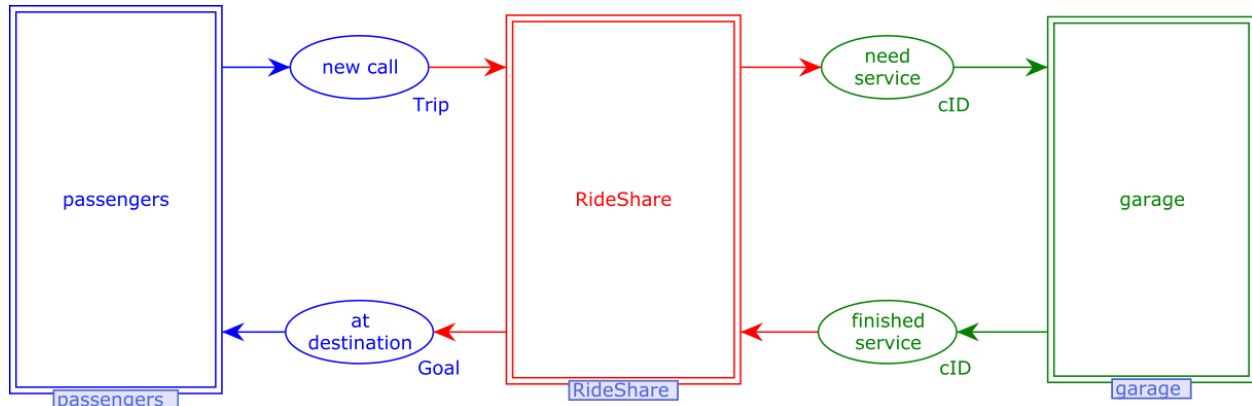 new call
Trip
passengers
at
destination
Goal
passengers
RideShare
RideShare
need
service
cID
garage
finished
service
cID
garage